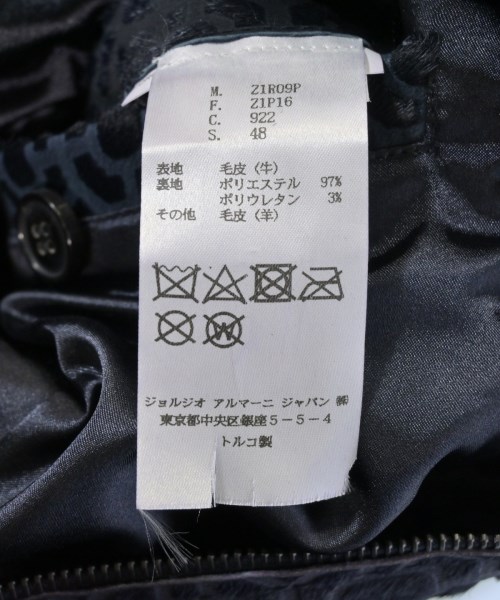 M. Z1R09P
F. Z1P16
C. 922
S. 48
表地 毛皮(牛)
裏地 ポリエステル 97%
ポリウレタン 3%
その他 毛皮(羊)
W
ジョルジオ アルマーニ ジャパン ㈱
東京都中央区銀座5-5-4
トルコ製